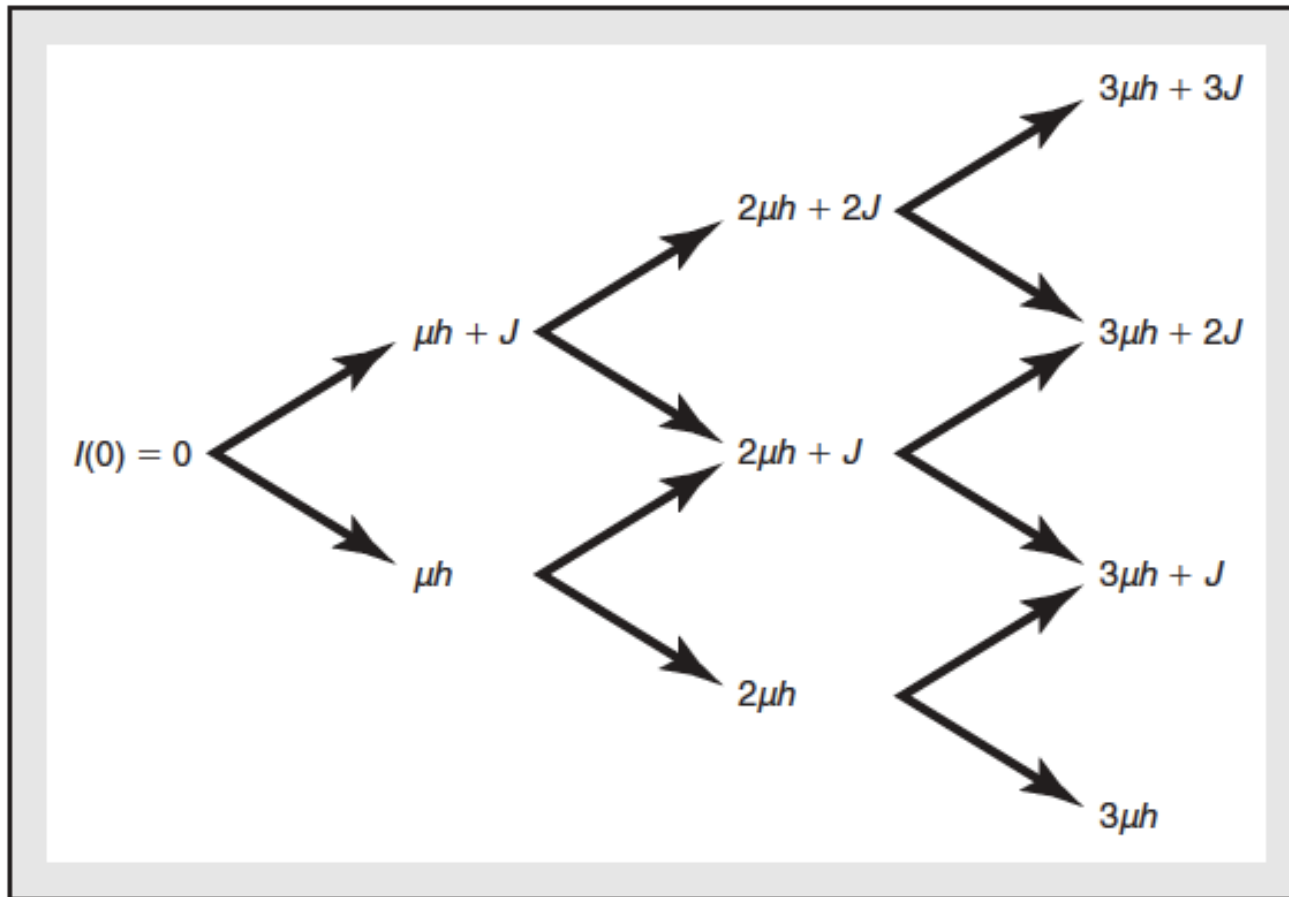 3μh + 3J
2μh + 2J
μh + J
3μh + 2J
I(0) = 0
2μh + J
μh
3μh + J
2μh
3μh